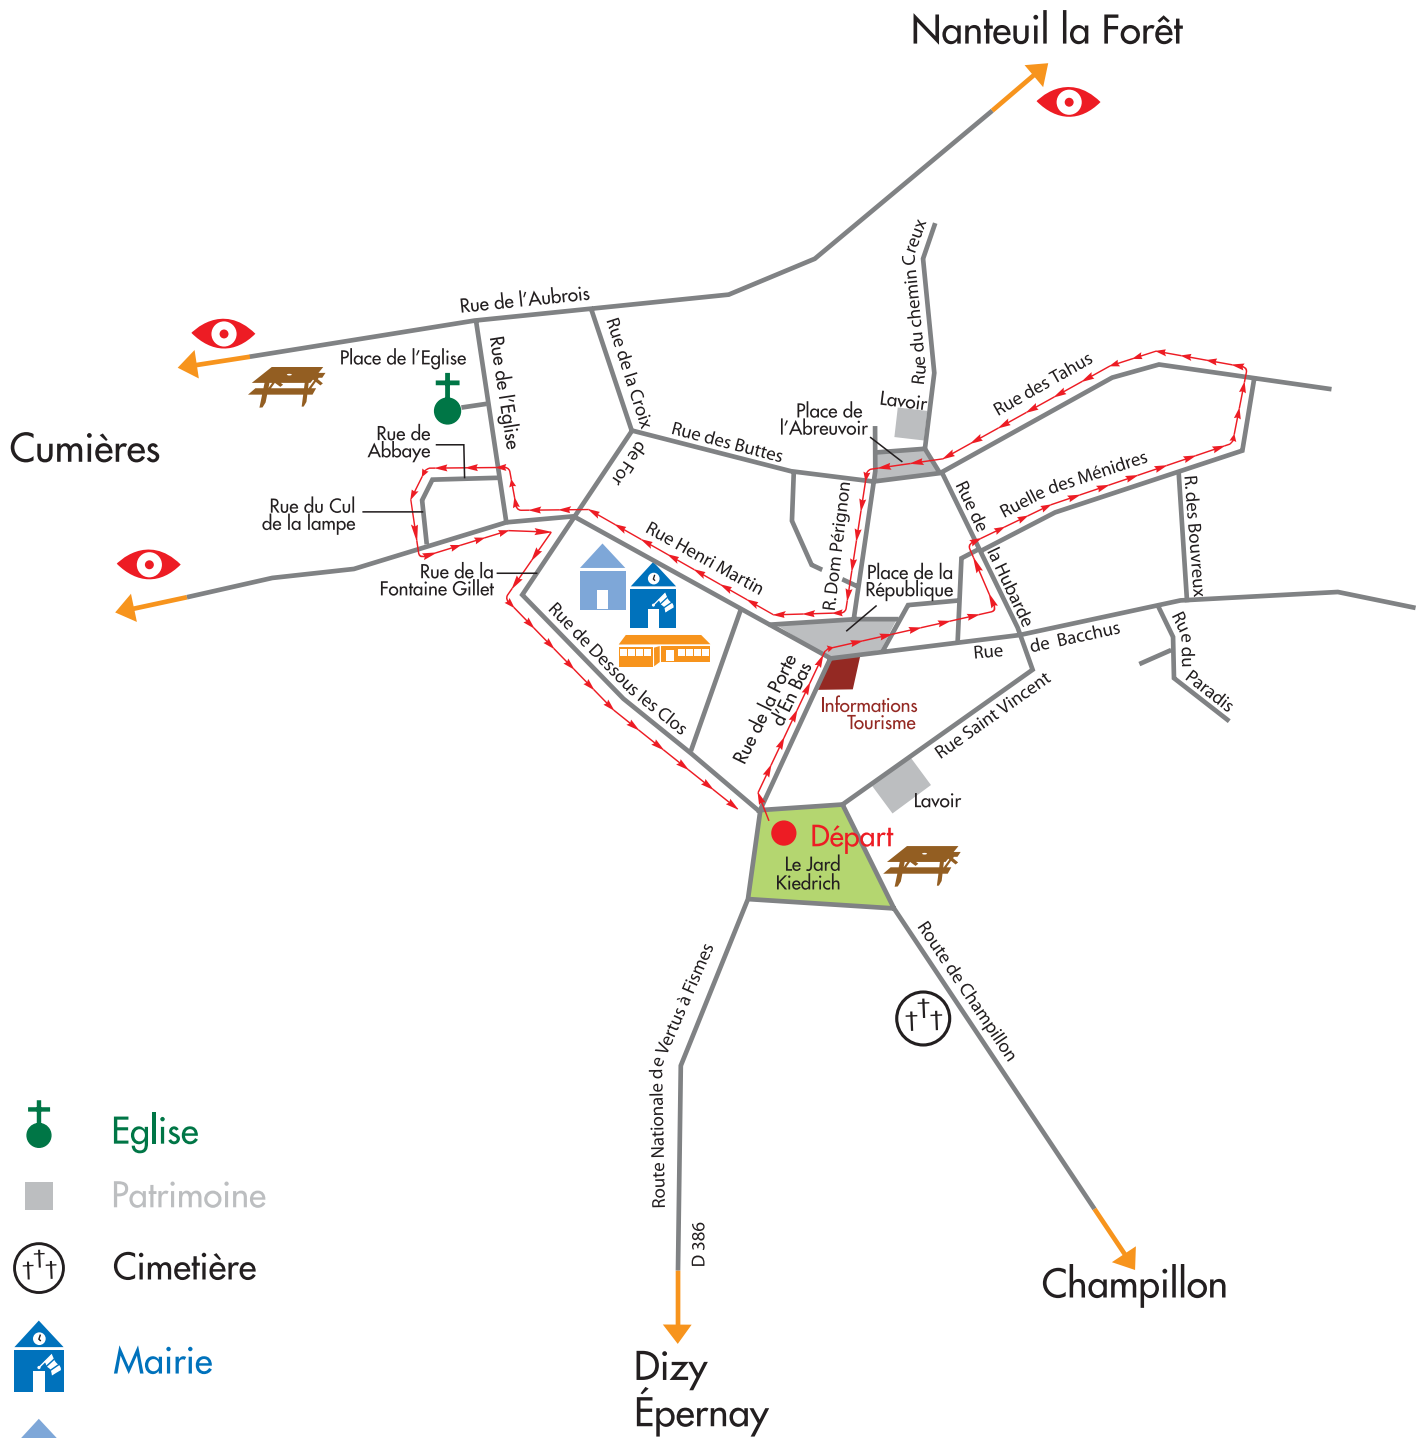 Nanteuil la Forêt
Rue du chemin Creux
Rue de l'Aubrois
Rue de la Croix
de For
Place de l'Eglise
Rue de l'Eglise
Rue des Tahus
Lavoir
Place de
l'Abreuvoir
Rue des Buttes
Rue de
Abbaye
Cumières
Ruelle des Ménidres
Rue du Cul
de la lampe
R. des Bouvreux
Rue de
la Hubarde
R. Dom Pérignon
Rue Henri Martin
Rue de la
Fontaine Gillet
Place de la
République
Rue de Dessous les Clos
Rue
de Bacchus
Rue du Paradis
Rue de la Porte
d'En Bas
Informations
Tourisme
Rue Saint Vincent
Lavoir
Départ
Le Jard
Kiedrich
Route de Champillon
Route Nationale de Vertus à Fismes
D 386
Eglise
Patrimoine
Cimetière
Mairie
Champillon
Dizy
Épernay